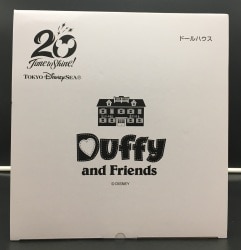 ドールハウス
20
Time to Shine!
TOKYO DISNEYSEA®
Duffy
and Friends
©DISNEY